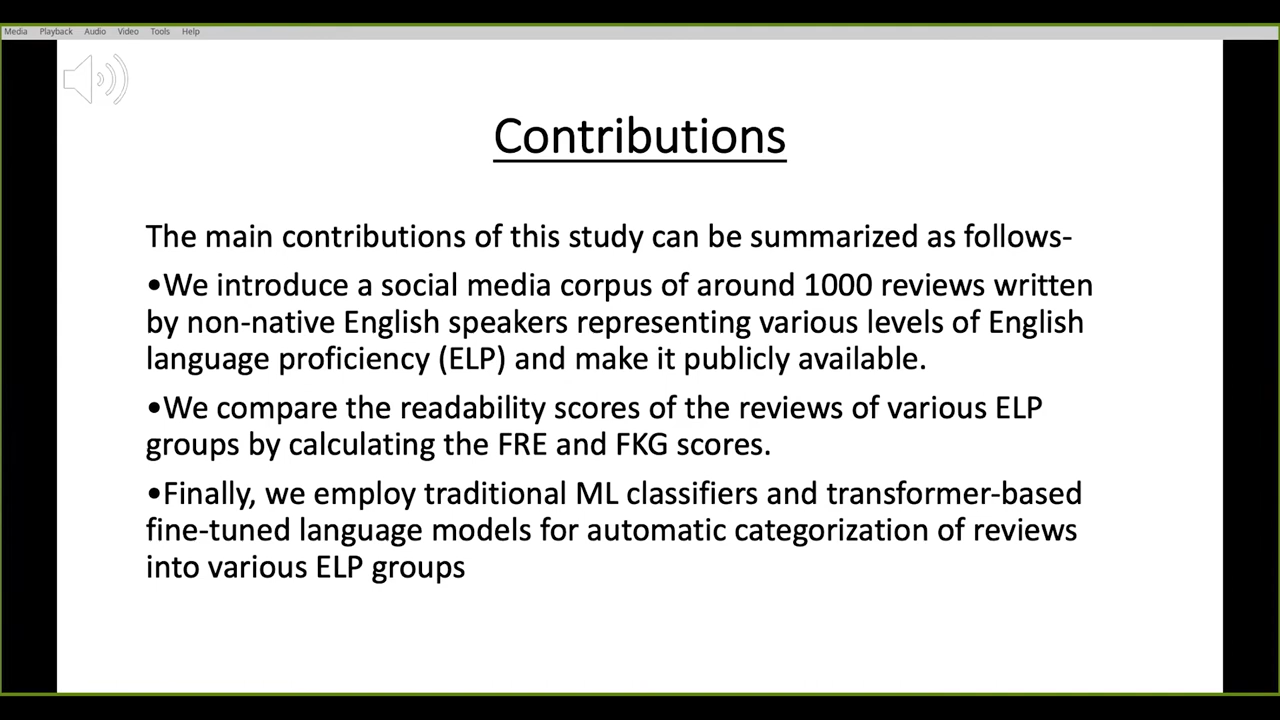 Media Playback Audio Video Tools Help
Contributions
The main contributions of this study can be summarized as follows-
•We introduce a social media corpus of around 1000 reviews written
by non-native English speakers representing various levels of English
language proficiency (ELP) and make it publicly available.
•We compare the readability scores of the reviews of various ELP
groups by calculating the FRE and FKG scores.
•Finally, we employ traditional ML classifiers and transformer-based
fine-tuned language models for automatic categorization of reviews
into various ELP groups